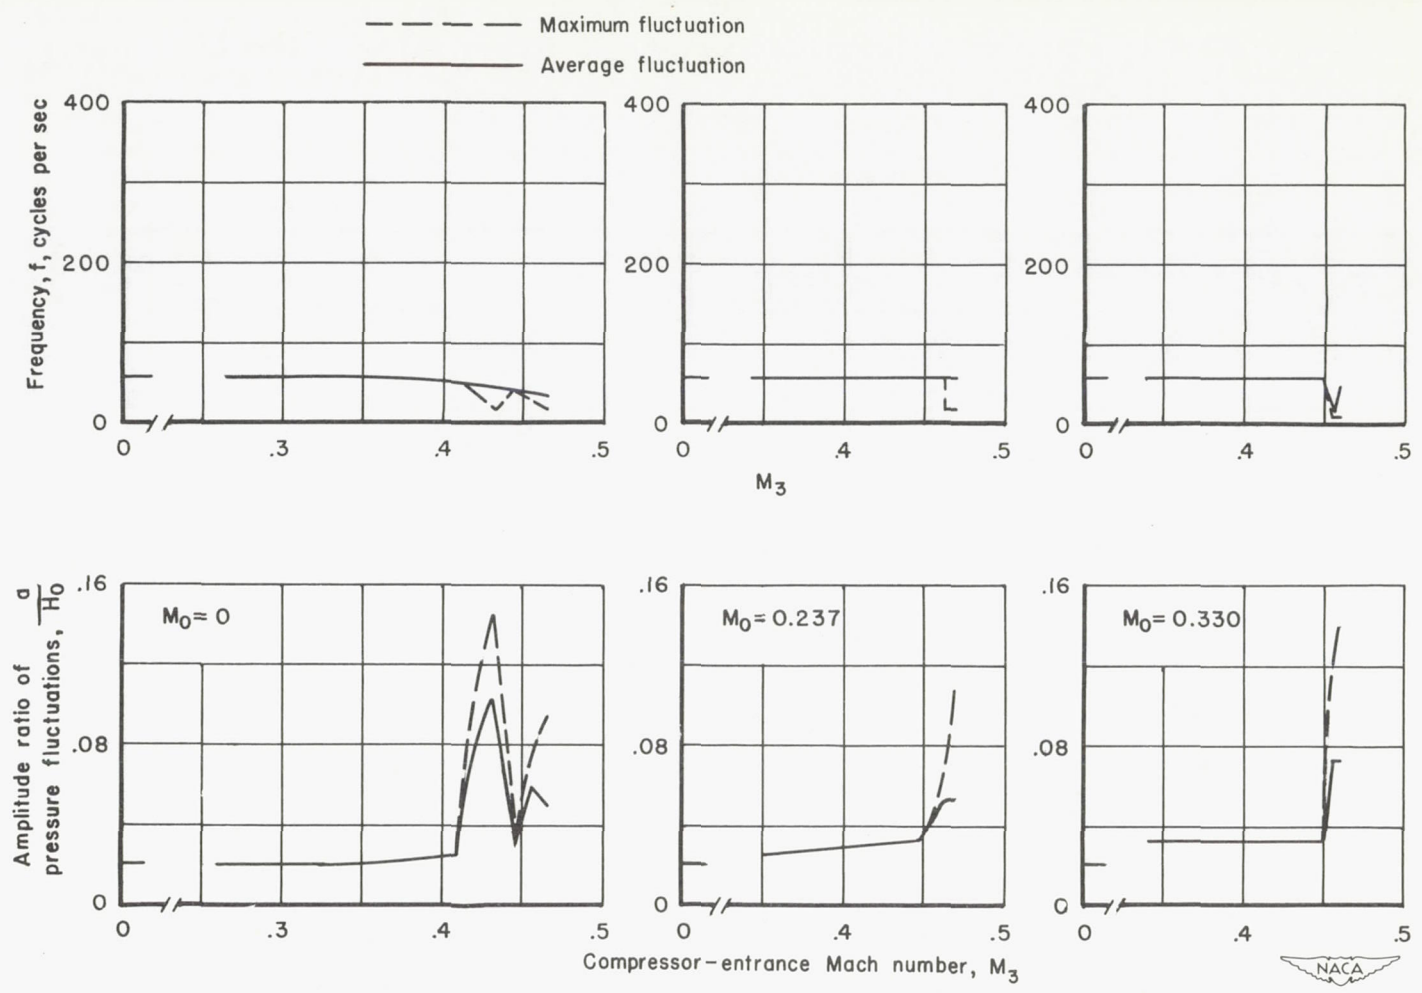 Maximum fluctuation
Average fluctuation
Frequency, f, cycles per sec
400
200
0
0 .3 .4 .5
400
200
0
0 .4 .5
400
200
0
0 .4 .5
M3
Amplitude ratio of
pressure fluctuations, a/H0
.16
.08
0
M0≈ 0
0 .3 .4 .5
.16
.08
0
M0= 0.237
0 .4 .5
.16
.08
0
M0= 0.330
0 .4 .5
Compressor-entrance Mach number, M3
NACA